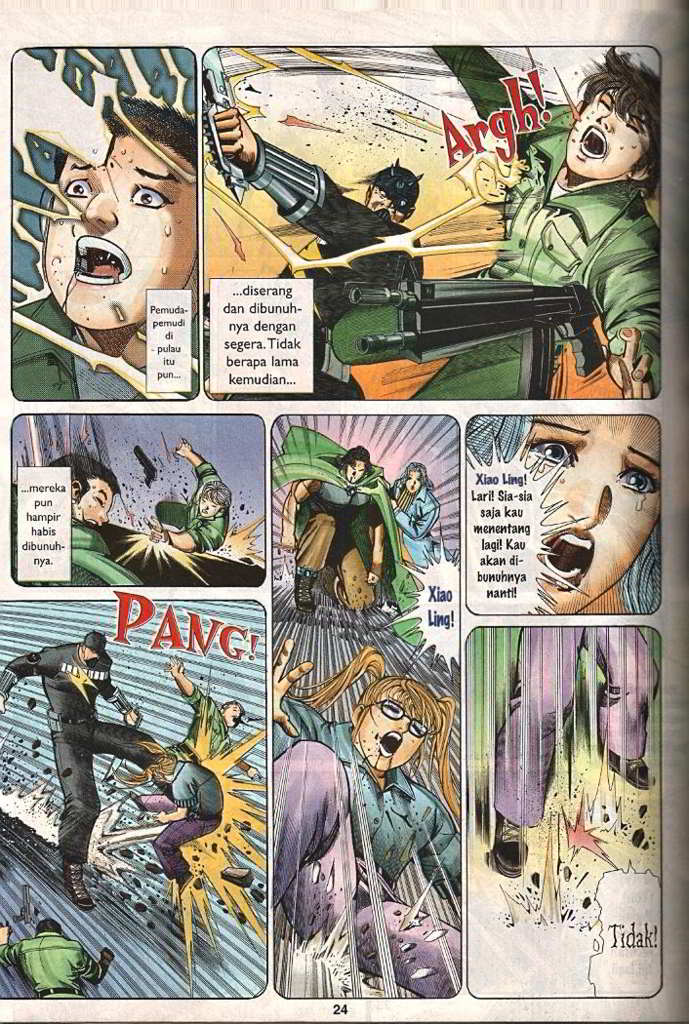 Pemuda-
pemudi
di
pulau
itu
pun...
Argh!
...diserang
dan dibunuh-
nya dengan
segera. Tidak
berapa lama
kemudian...
...mereka
pun
hampir
habis
dibunuh-
nya.
Xiao
Ling!
Xiao Ling!
Lari! Sia-sia
saja kau
menentang
lagi! Kau
akan di-
bunuhnya
nanti!
PANG!
Tidak!
24